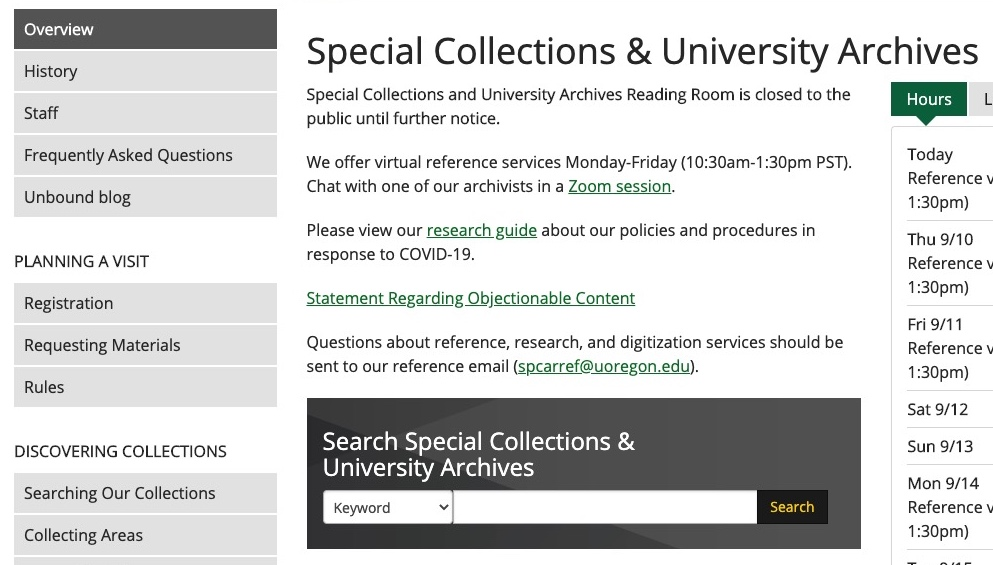 Overview
History
Staff
Frequently Asked Questions
Unbound blog
PLANNING A VISIT
Registration
Requesting Materials
Rules
DISCOVERING COLLECTIONS
Searching Our Collections
Collecting Areas
Special Collections & University Archives
Special Collections and University Archives Reading Room is closed to the
public until further notice.
We offer virtual reference services Monday-Friday (10:30am-1:30pm PST).
Chat with one of our archivists in a Zoom session.
Please view our research guide about our policies and procedures in
response to COVID-19.
Statement Regarding Objectionable Content
Questions about reference, research, and digitization services should be
sent to our reference email (spcarref@uoregon.edu).
Search Special Collections &
University Archives
Keyword
Search
Hours
Today
Reference
1:30pm)
Thu 9/10
Reference
1:30pm)
Fri 9/11
Reference
1:30pm)
Sat 9/12
Sun 9/13
Mon 9/14
Reference
1:30pm)